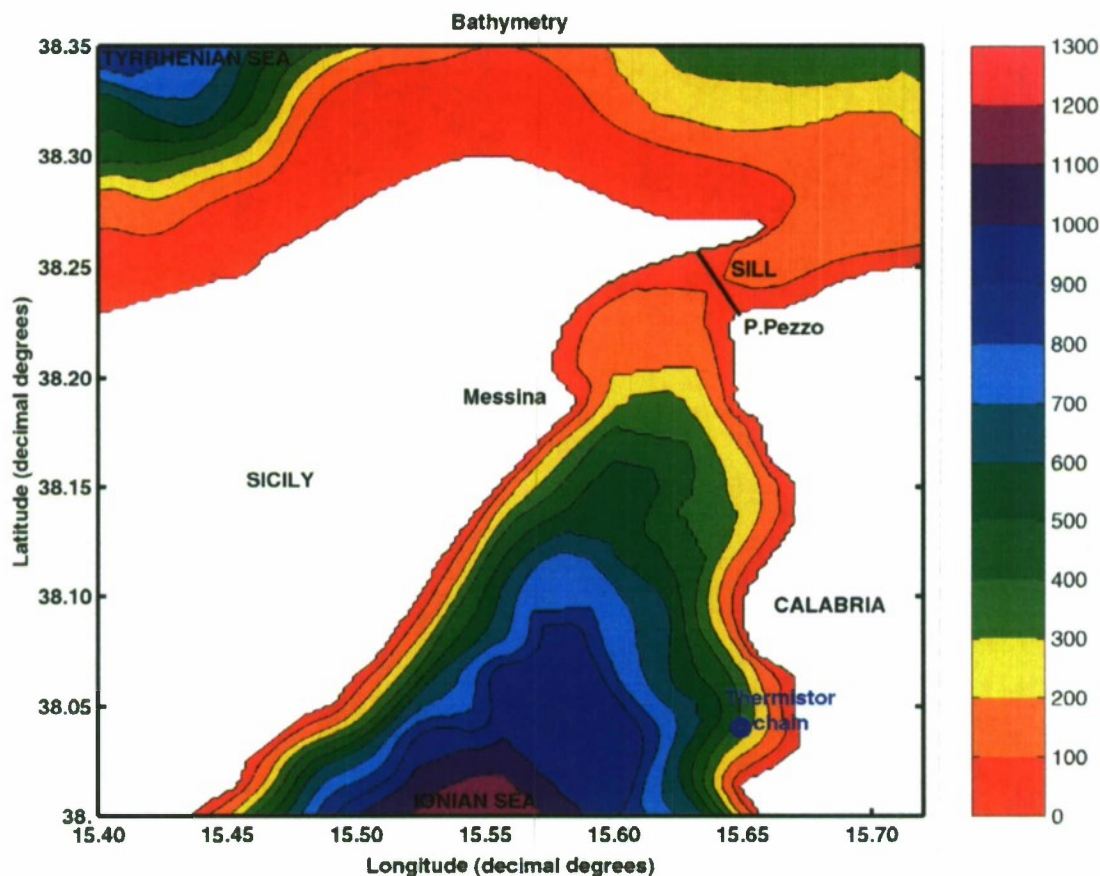 Bathymetry
38.35
TYRRHENIAN SEA
38.30
38.25
SILL
P.Pezzo
38.20
Messina
38.15
SICILY
38.10
CALABRIA
38.05
Thermistor
chain
38.
IONIAN SEA
15.40
15.45
15.50
15.55
15.60
15.65
15.70
Longitude (decimal degrees)
Latitude (decimal degrees)
1300
1200
1100
1000
900
800
700
600
500
400
300
200
100
0